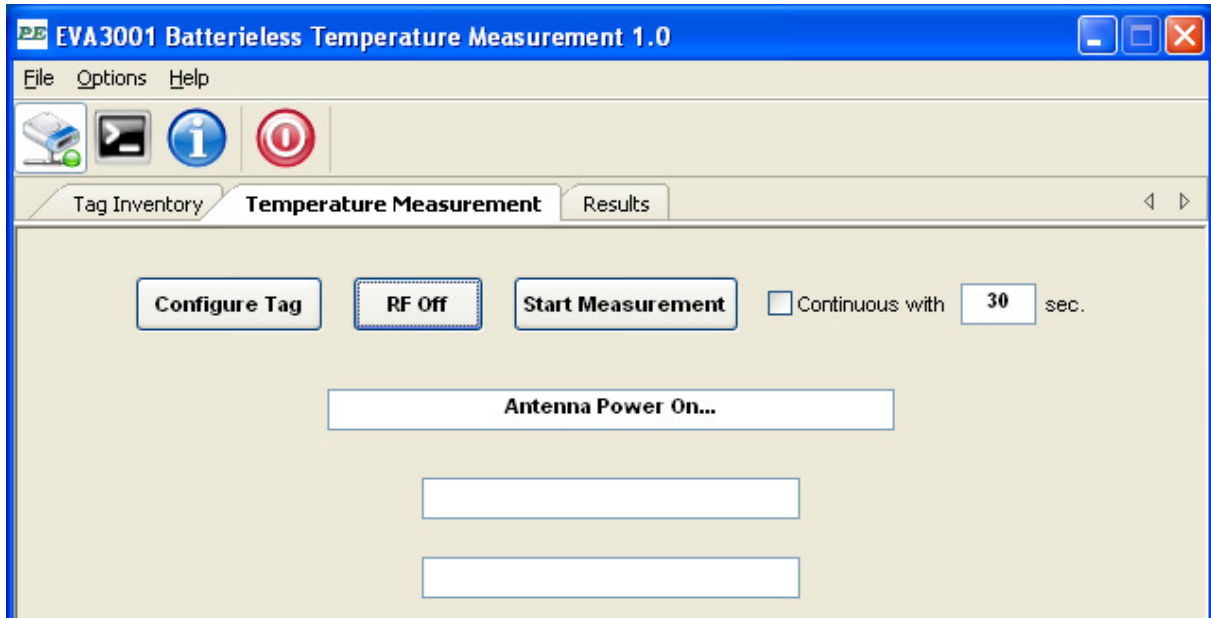 PE EVA3001 Batterieless Temperature Measurement 1.0
File Options Help
Tag Inventory Temperature Measurement Results
Configure Tag RF Off Start Measurement Continuous with 30 sec.
Antenna Power On...